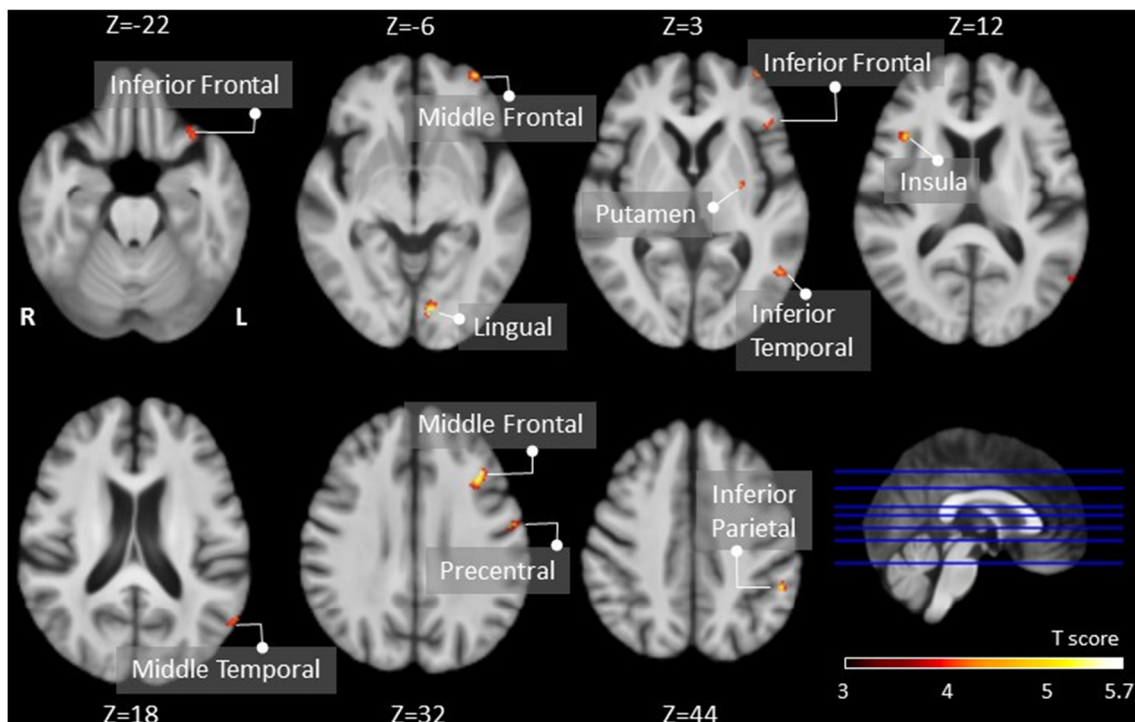 Z=-22
Z=-6
Z=3
Z=12
Inferior Frontal
Middle Frontal
Inferior Frontal
Insula
Putamen
Lingual
Inferior
Temporal
R
L
Middle Frontal
Inferior
Parietal
Precentral
Middle Temporal
T score
3
4
5
5.7
Z=18
Z=32
Z=44